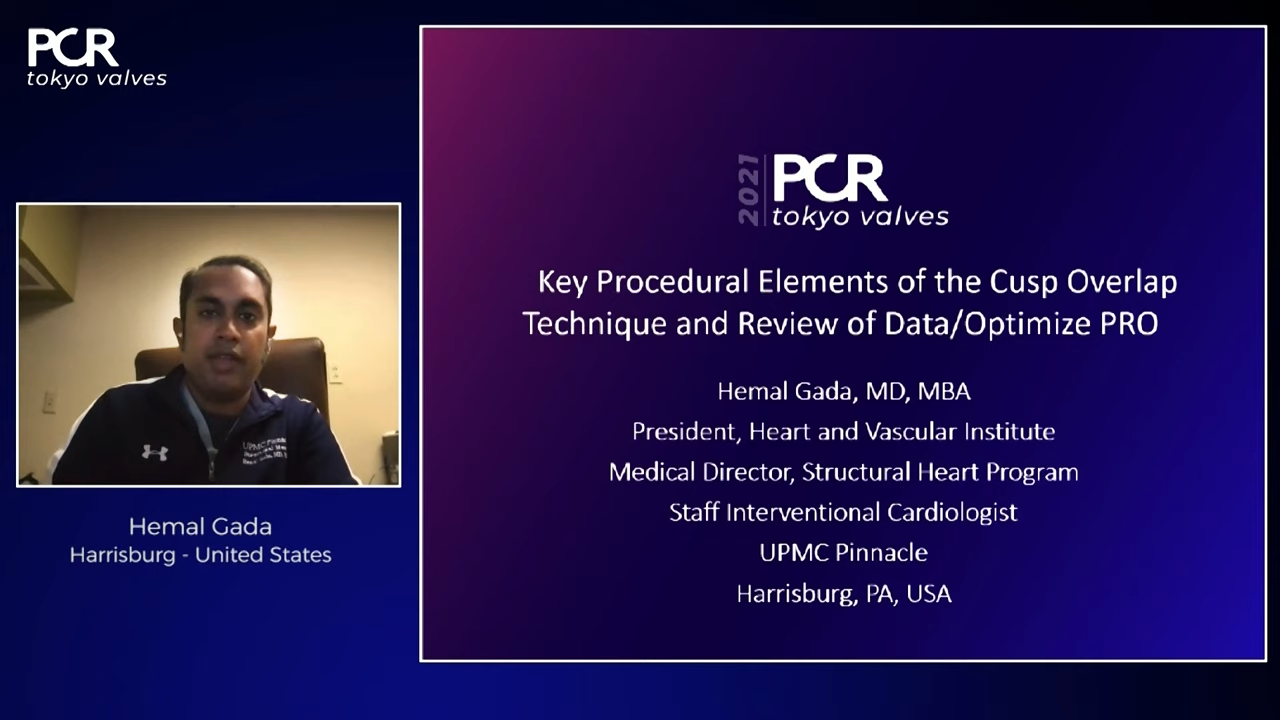 PCR
tokyo valves
2021
PCR
tokyo valves
Key Procedural Elements of the Cusp Overlap
Technique and Review of Data/Optimize PRO
Hemal Gada, MD, MBA
President, Heart and Vascular Institute
Medical Director, Structural Heart Program
Staff Interventional Cardiologist
UPMC Pinnacle
Harrisburg, PA, USA
UPMC
Hemal Gada
Harrisburg - United States